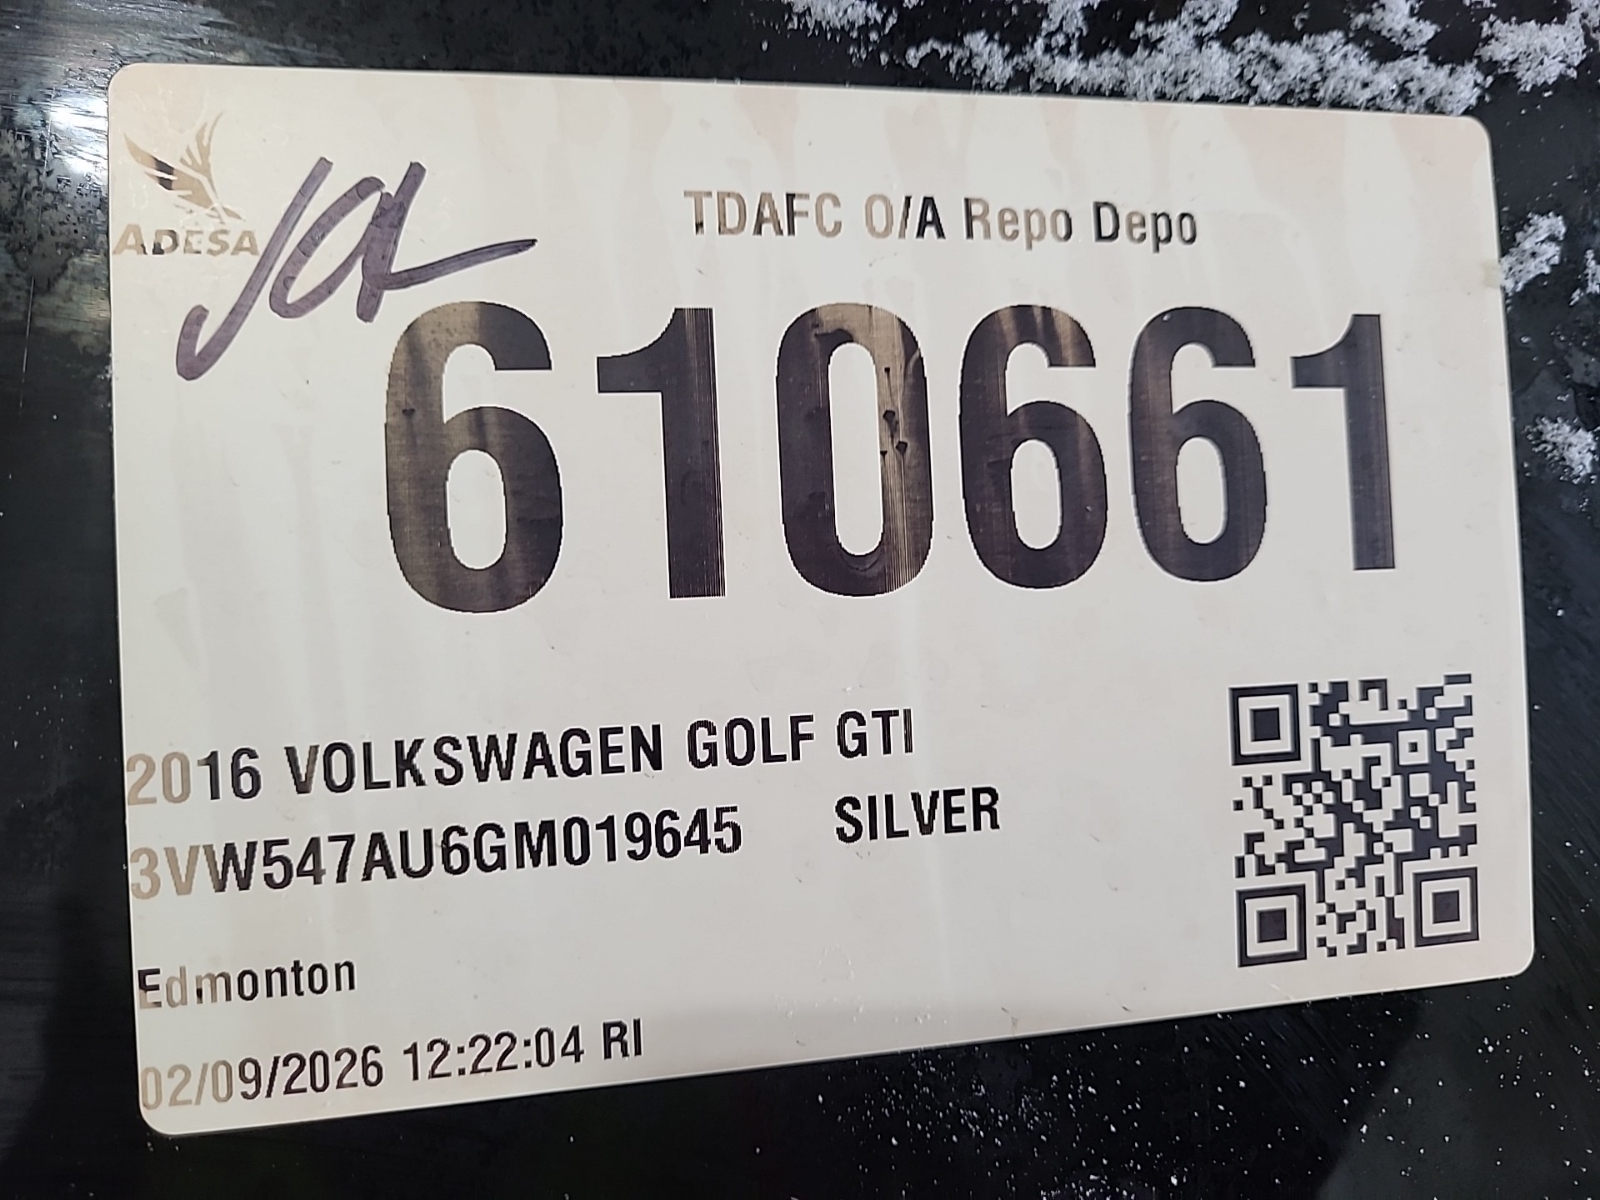 ADESA
TDAFC O/A Repo Depo
610661
2016 VOLKSWAGEN GOLF GTI
3VW547AU6GM019645 SILVER
Edmonton
02/09/2026 12:22:04 RI